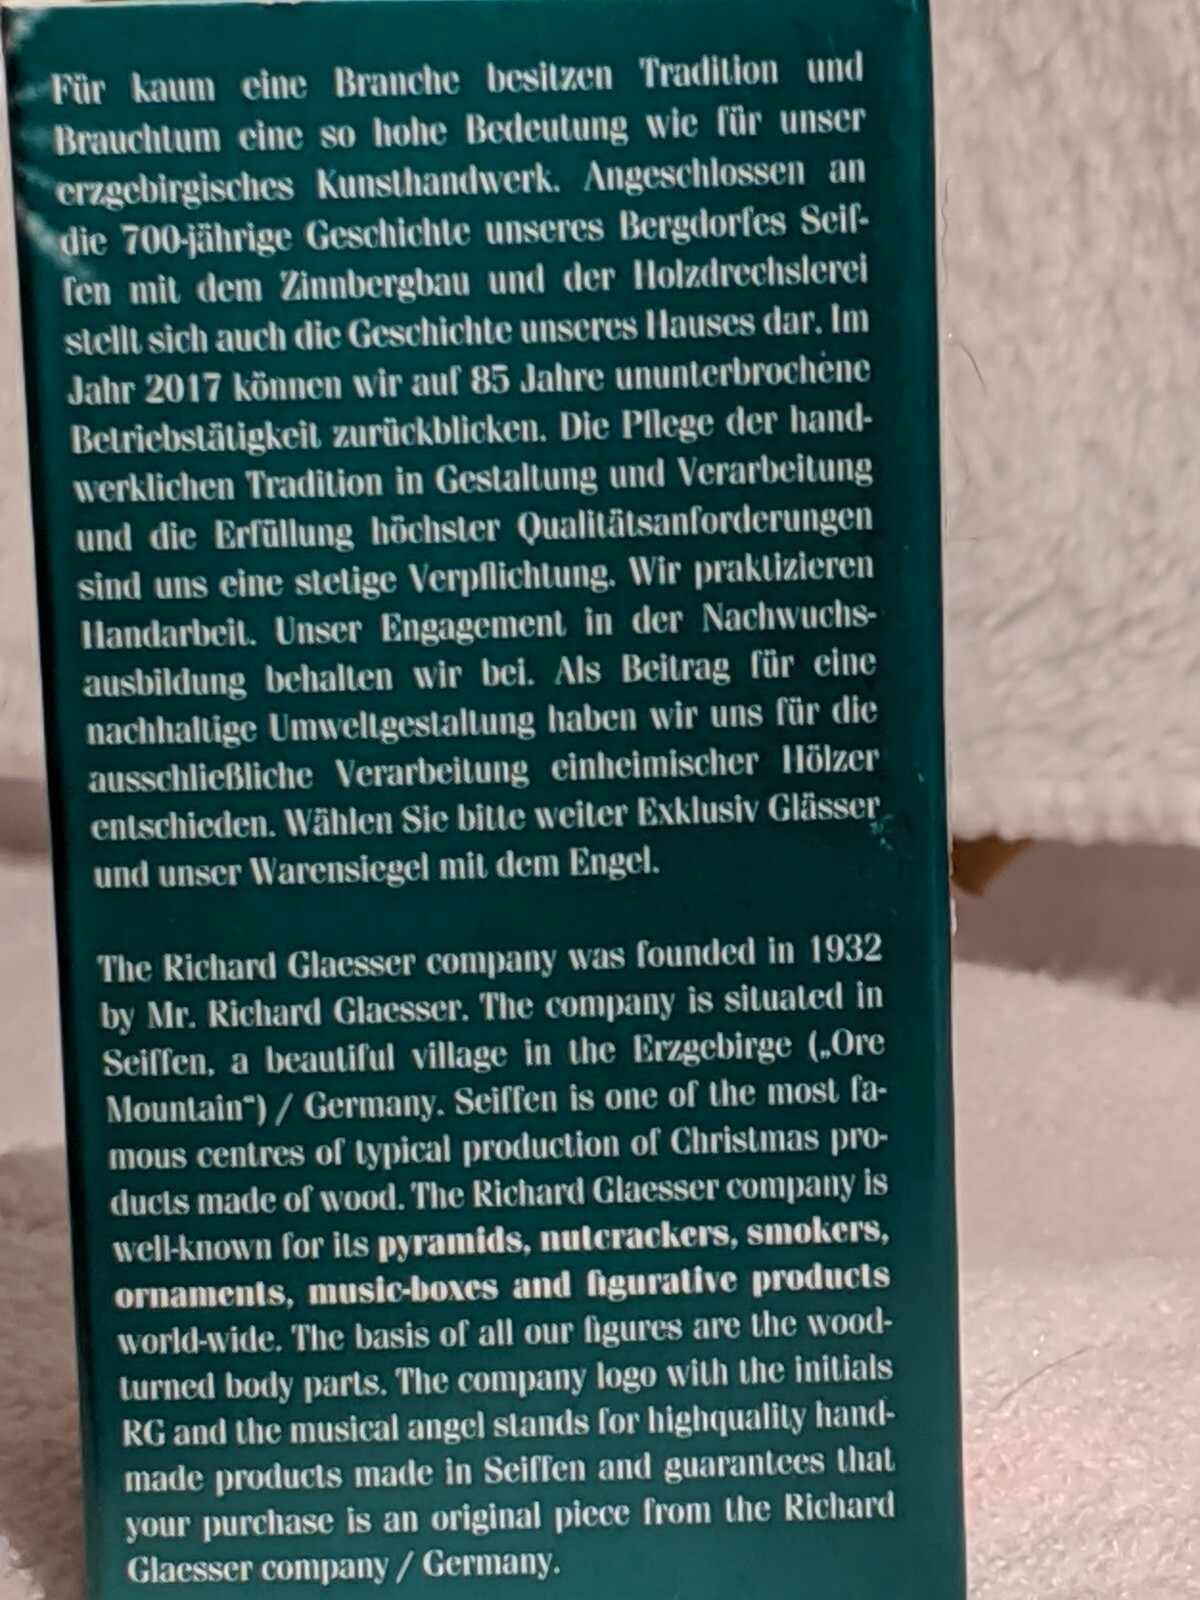 Für kaum eine Branche besitzen Tradition und
Brauchtum eine so hohe Bedeutung wie für unser
erzgebirgisches Kunsthandwerk. Angeschlossen an
die 700-jährige Geschichte unseres Bergdorfes Seif-
fen mit dem Zinnbergbau und der Holzdrechslerei
stellt sich auch die Geschichte unseres Hauses dar. Im
Jahr 2017 können wir auf 85 Jahre ununterbrochene
Betriebstätigkeit zurückblicken. Die Pflege der hand-
werklichen Tradition in Gestaltung und Verarbeitung
und die Erfüllung höchster Qualitätsanforderungen
sind uns eine stetige Verpflichtung. Wir praktizieren
Handarbeit. Unser Engagement in der Nachwuchs-
ausbildung behalten wir bei. Als Beitrag für eine
nachhaltige Umweltgestaltung haben wir uns für die
ausschließliche Verarbeitung einheimischer Hölzer
entschieden. Wählen Sie bitte weiter Exklusiv Glässer
und unser Warensiegel mit dem Engel.
The Richard Glaesser company was founded in 1932
by Mr. Richard Glaesser. The company is situated in
Seiffen, a beautiful village in the Erzgebirge („Ore
Mountain“) / Germany. Seiffen is one of the most fa-
mous centres of typical production of Christmas pro-
ducts made of wood. The Richard Glaesser company is
well-known for its pyramids, nutcrackers, smokers,
ornaments, music-boxes and figurative products
world-wide. The basis of all our figures are the wood-
turned body parts. The company logo with the initials
RG and the musical angel stands for highquality hand-
made products made in Seiffen and guarantees that
your purchase is an original piece from the Richard
Glaesser company / Germany.